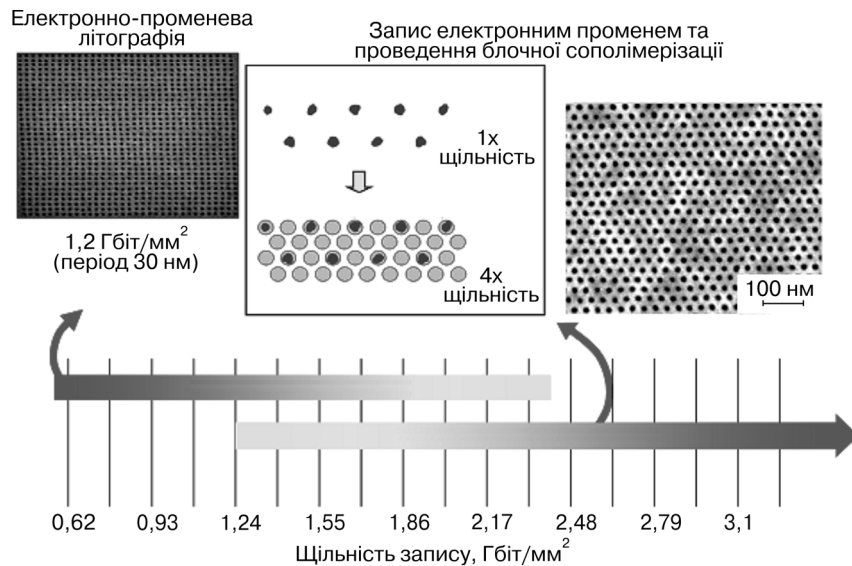 Електронно-променева
літографія
Запис електронним променем та
проведення блочної сополімерізації
1x
щільність
4x
щільність
1,2 Гбіт/мм²
(період 30 нм)
100 нм
0,62 0,93 1,24 1,55 1,86 2,17 2,48 2,79 3,1
Щільність запису, Гбіт/мм²